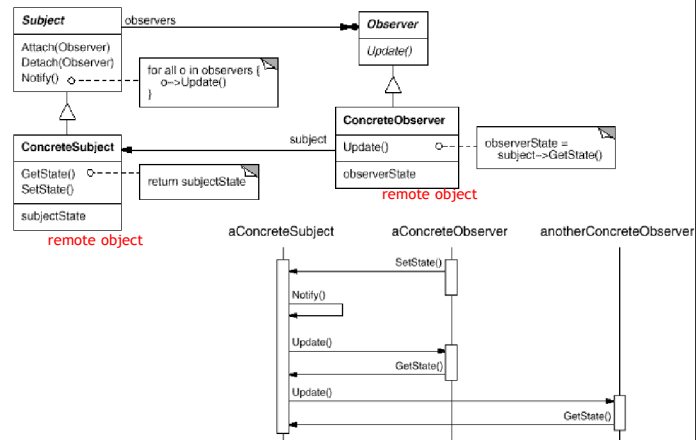 Subject
observers
Observer
Attach(Observer)
Detach(Observer)
Notify()
for all o in observers {
o->Update()
}
Update()
ConcreteSubject
subject
ConcreteObserver
GetState()
SetState()
return subjectState
Update()
observerState =
subject->GetState()
subjectState
observerState
remote object
remote object
aConcreteSubject
aConcreteObserver
anotherConcreteObserver
SetState()
Notify()
Update()
GetState()
Update()
GetState()